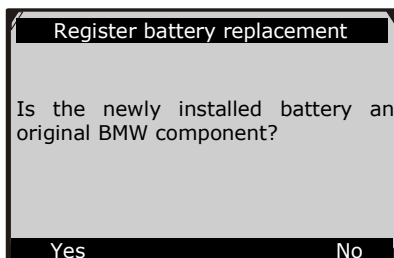 Register battery replacement
Is the newly installed battery an
original BMW component?
Yes No